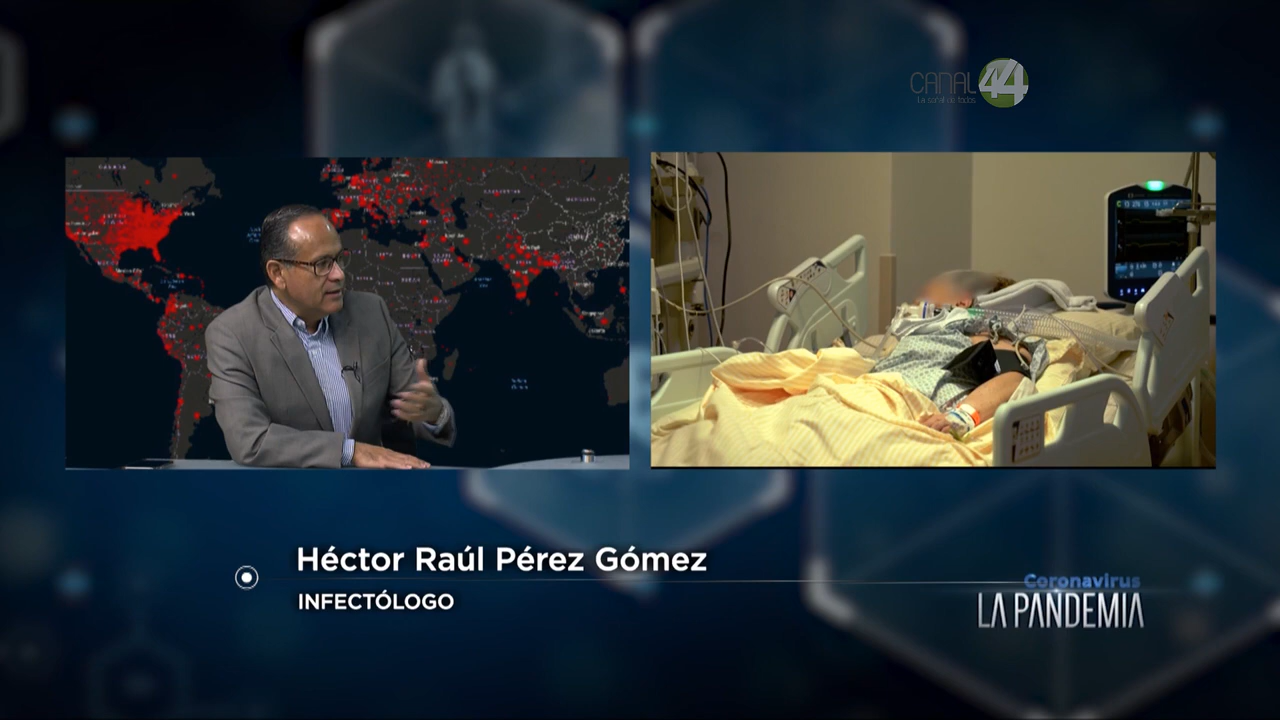 CANAL 44
La señal de todos
Héctor Raúl Pérez Gómez
INFECTÓLOGO
Coronavirus
LA PANDEMIA